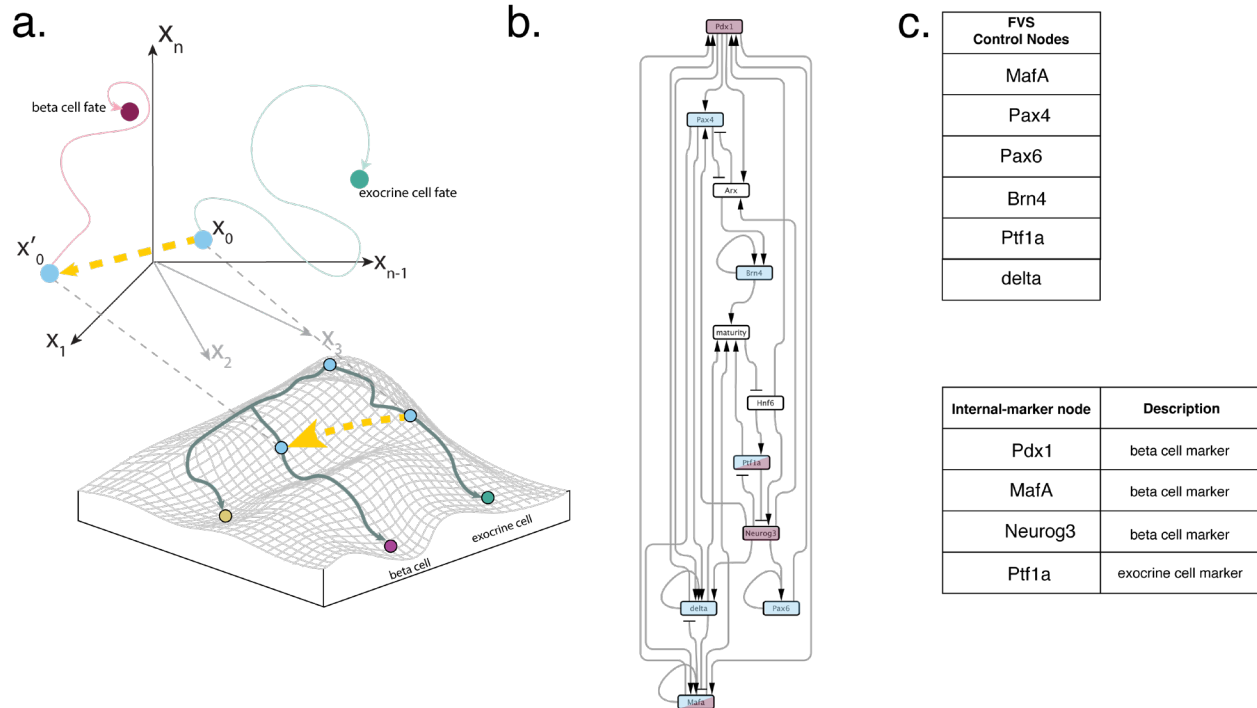 a.
Xn
beta cell fate
exocrine cell fate
X'0
X0
Xn-1
X1
X2
X3
exocrine cell
beta cell
b.
Pdx1
Pax4
Arx
Brn4
maturity
Hnf6
Ptf1a
Neurog3
delta
Pax6
Mafa
c.
FVS
Control Nodes
MafA
Pax4
Pax6
Brn4
Ptf1a
delta
Internal-marker node Description
Pdx1 beta cell marker
MafA beta cell marker
Neurog3 beta cell marker
Ptf1a exocrine cell marker